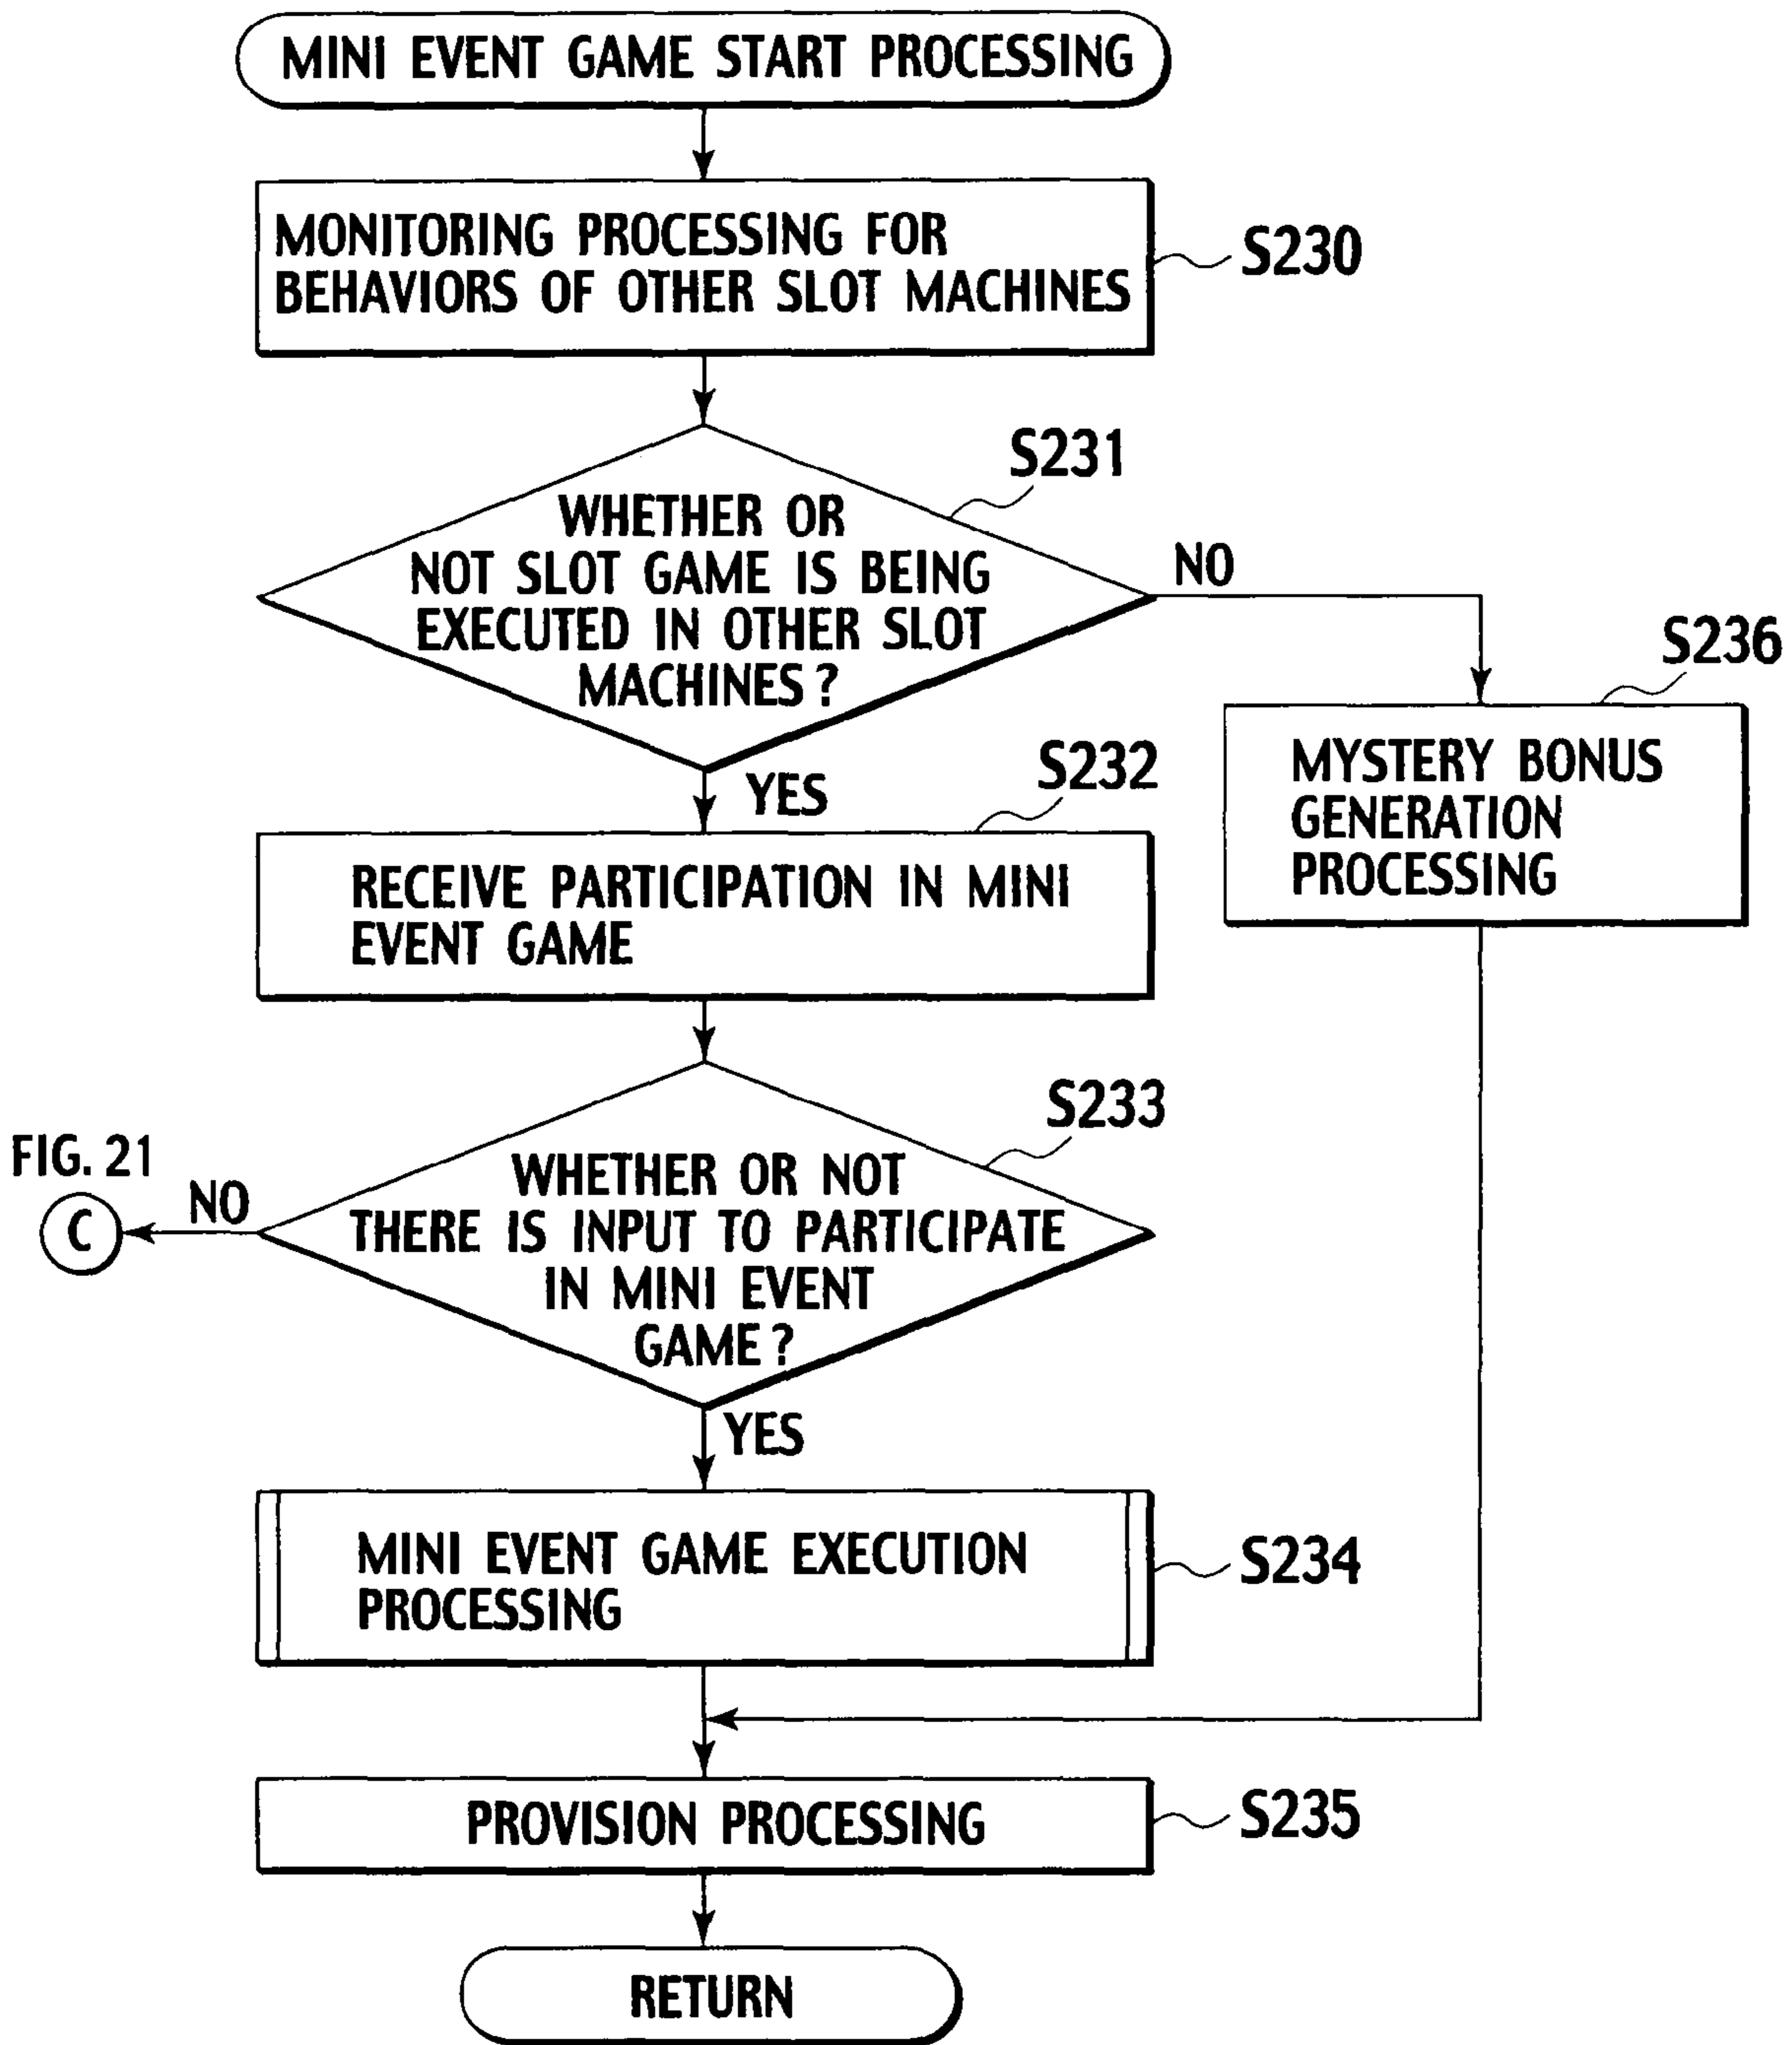 MINI EVENT GAME START PROCESSING
MONITORING PROCESSING FOR
BEHAVIORS OF OTHER SLOT MACHINES
S230
S231
WHETHER OR
NOT SLOT GAME IS BEING
EXECUTED IN OTHER SLOT
MACHINES?
NO
YES
S236
MYSTERY BONUS
GENERATION
PROCESSING
S232
RECEIVE PARTICIPATION IN MINI
EVENT GAME
S233
WHETHER OR NOT
THERE IS INPUT TO PARTICIPATE
IN MINI EVENT
GAME?
FIG. 21
C
NO
YES
MINI EVENT GAME EXECUTION
PROCESSING
S234
PROVISION PROCESSING
S235
RETURN